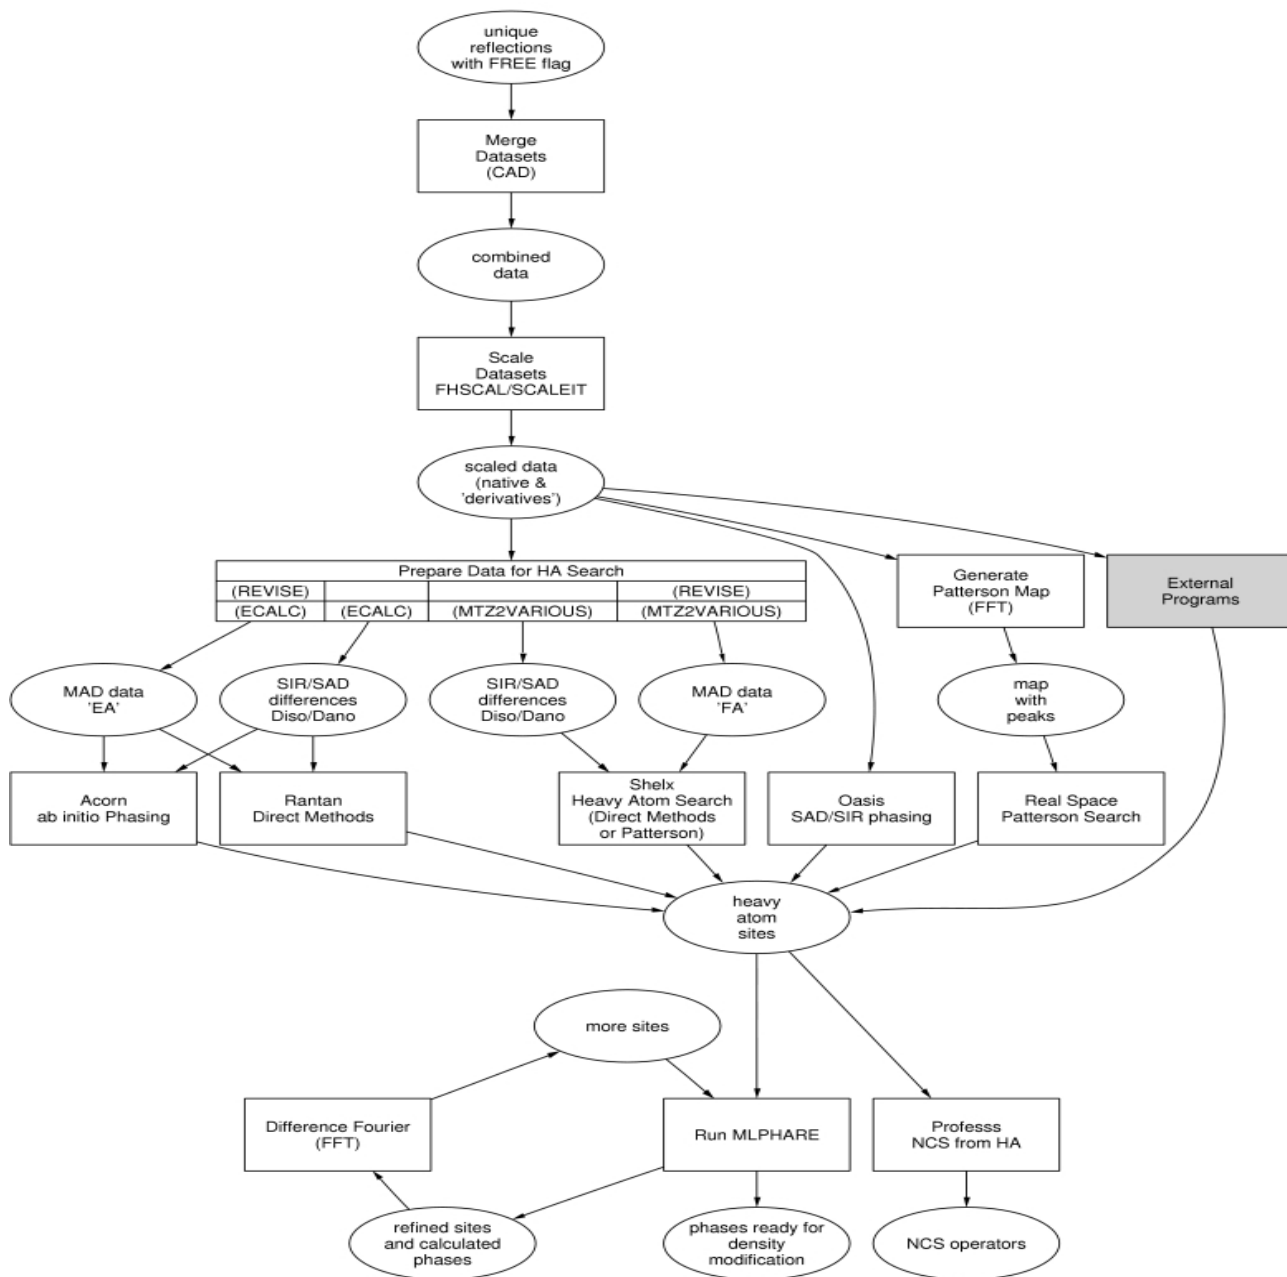 unique
reflections
with FREE flag
Merge
Datasets
(CAD)
combined
data
Scale
Datasets
FHSCAL/SCALEIT
scaled data
(native &
'derivatives')
Prepare Data for HA Search
(REVISE)
(REVISE)
(ECALC)
(ECALC)
(MTZ2VARIOUS)
(MTZ2VARIOUS)
Generate
Patterson Map
(FFT)
External
Programs
MAD data
'EA'
SIR/SAD
differences
Diso/Dano
SIR/SAD
differences
Diso/Dano
MAD data
'FA'
map
with
peaks
Acorn
ab initio Phasing
Rantan
Direct Methods
Shelx
Heavy Atom Search
(Direct Methods
or Patterson)
Oasis
SAD/SIR phasing
Real Space
Patterson Search
heavy
atom
sites
more sites
Difference Fourier
(FFT)
Run MLPHARE
Professs
NCS from HA
refined sites
and calculated
phases
phases ready for
density
modification
NCS operators